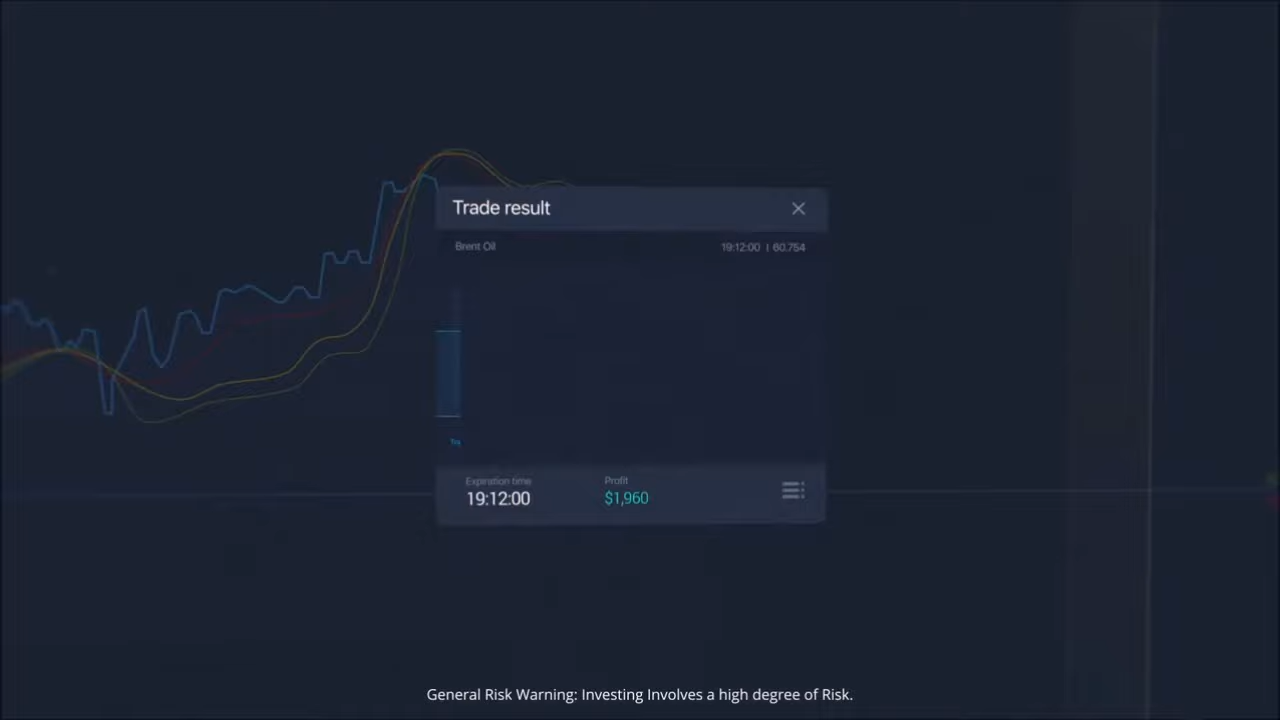 Trade result
Brent Oil
19:12:00 | 60.754
Expiration time
Profit
19:12:00
$1,960
General Risk Warning: Investing Involves a high degree of Risk.